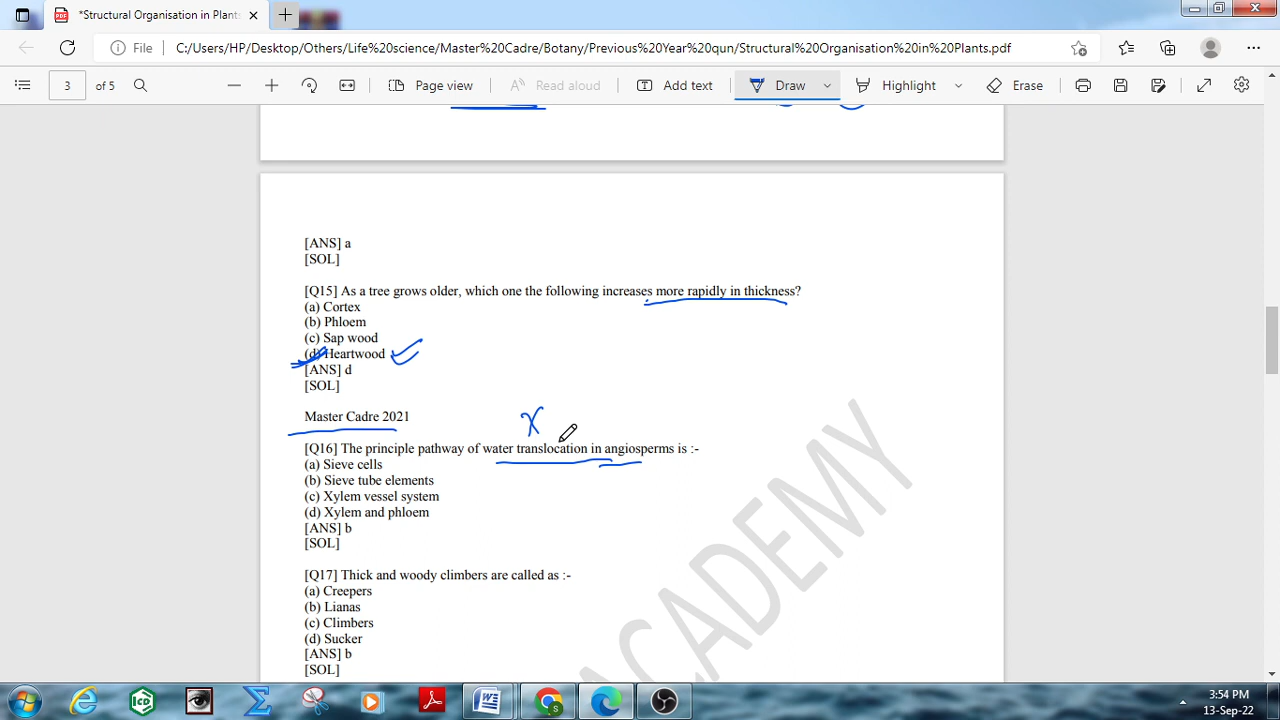 *Structural Organisation in Plants
File
C:/Users/HP/Desktop/Others/Life%20science/Master%20Cadre/Botany/Previous%20Year%20qun/Structural%20Organisation%20in%20Plants.pdf
3 of 5
Page view
Read aloud
Add text
Draw
Highlight
Erase
[ANS] a
[SOL]
[Q15] As a tree grows older, which one the following increases more rapidly in thickness?
(a) Cortex
(b) Phloem
(c) Sap wood
(d) Heartwood
[ANS] d
[SOL]
Master Cadre 2021
X
[Q16] The principle pathway of water translocation in angiosperms is :-
(a) Sieve cells
(b) Sieve tube elements
(c) Xylem vessel system
(d) Xylem and phloem
[ANS] b
[SOL]
[Q17] Thick and woody climbers are called as :-
(a) Creepers
(b) Lianas
(c) Climbers
(d) Sucker
[ANS] b
[SOL]
ACADEMY
3:54 PM
13-Sep-22